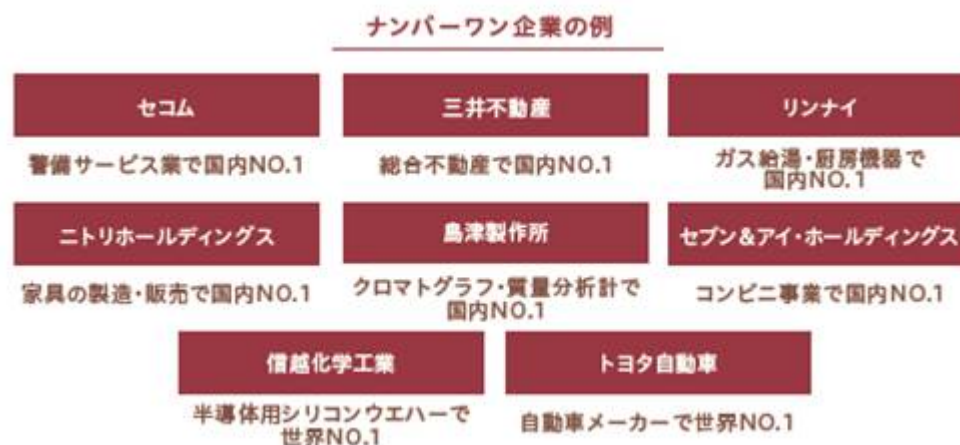 ナンバーワン企業の例
セコム
警備サービス業で国内NO.1
三井不動産
総合不動産で国内NO.1
リンナイ
ガス給湯・厨房機器で
国内NO.1
ニトリホールディングス
家具の製造・販売で国内NO.1
島津製作所
クロマトグラフ・質量分析計で
国内NO.1
セブン&アイ・ホールディングス
コンビニ事業で国内NO.1
信越化学工業
半導体用シリコンウエハーで
世界NO.1
トヨタ自動車
自動車メーカーで世界NO.1